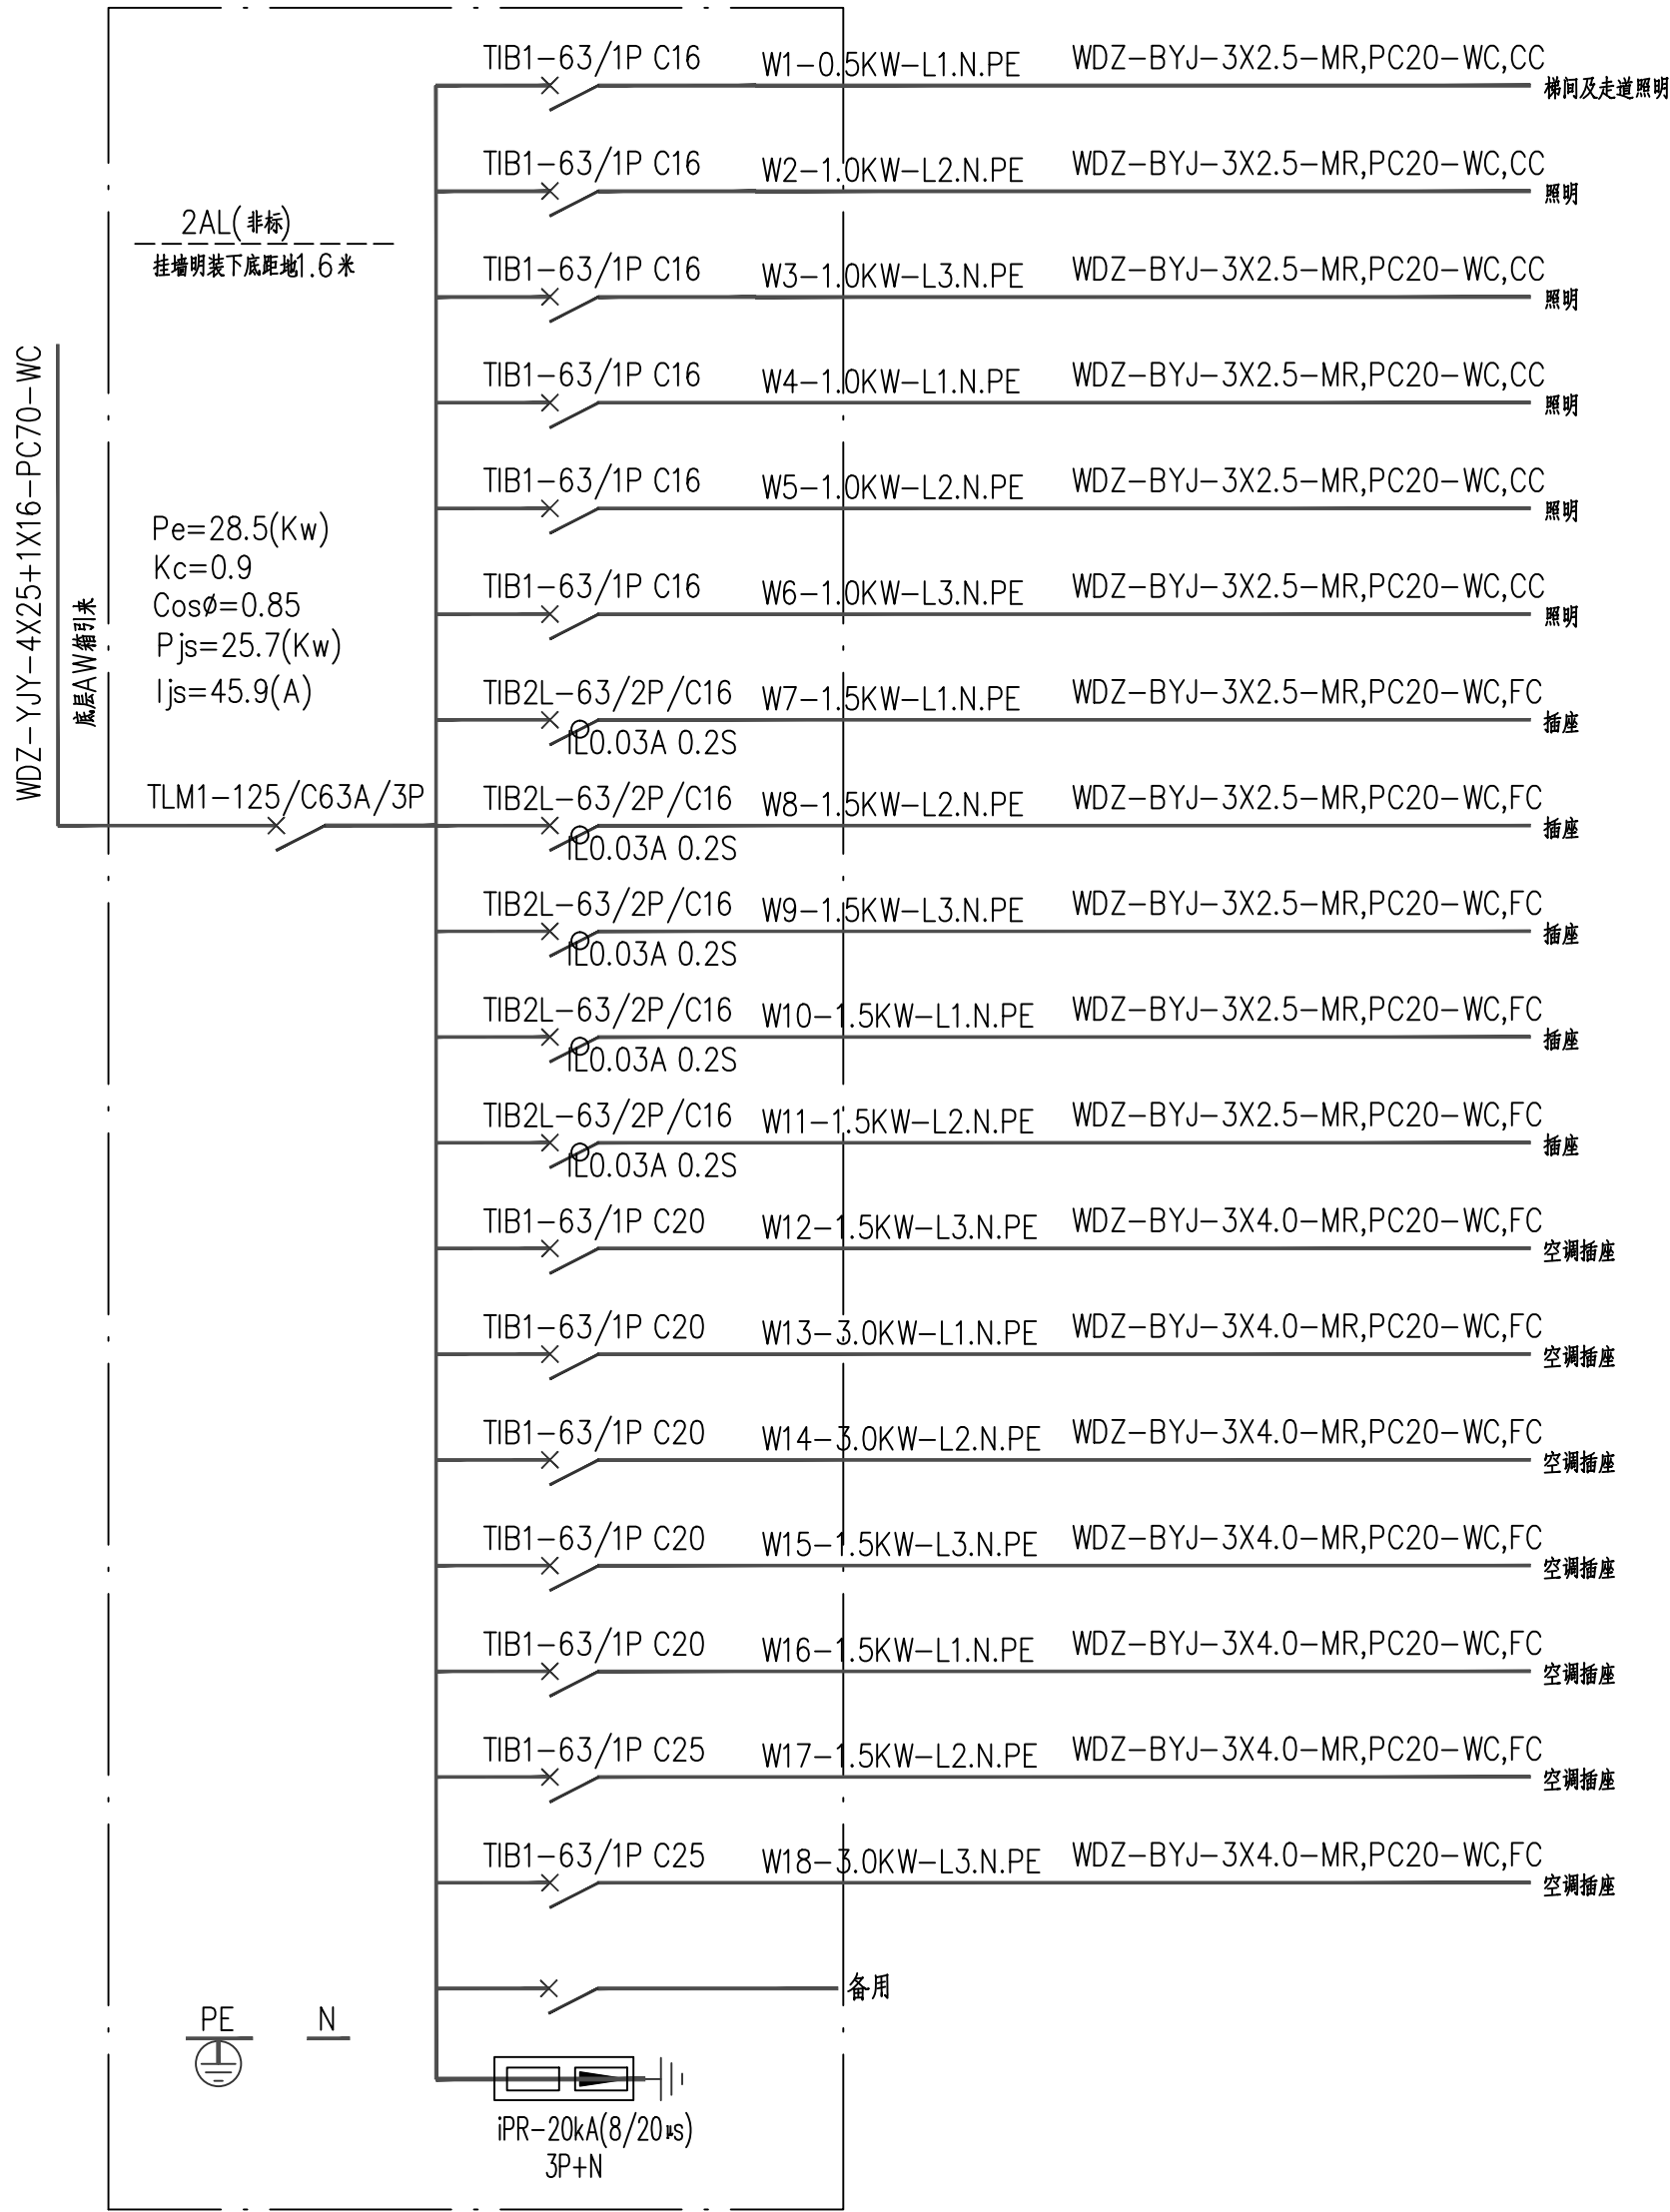 TIB1-63/1P C16 W1-0.5KW-L1.N.PE WDZ-BYJ-3X2.5-MR,PC20-WC,CC
梯间及走道照明
TIB1-63/1P C16 W2-1.0KW-L2.N.PE WDZ-BYJ-3X2.5-MR,PC20-WC,CC
照明
2AL(非标)
挂墙明装下底距地1.6米
TIB1-63/1P C16 W3-1.0KW-L3.N.PE WDZ-BYJ-3X2.5-MR,PC20-WC,CC
照明
TIB1-63/1P C16 W4-1.0KW-L1.N.PE WDZ-BYJ-3X2.5-MR,PC20-WC,CC
照明
WDZ-YJY-4X25+1X16-PC70-WC
底层AW箱引来
Pe=28.5(Kw)
Kc=0.9
CosØ=0.85
Pjs=25.7(Kw)
Ijs=45.9(A)
TIB1-63/1P C16 W5-1.0KW-L2.N.PE WDZ-BYJ-3X2.5-MR,PC20-WC,CC
照明
TIB1-63/1P C16 W6-1.0KW-L3.N.PE WDZ-BYJ-3X2.5-MR,PC20-WC,CC
照明
TIB2L-63/2P/C16 W7-1.5KW-L1.N.PE WDZ-BYJ-3X2.5-MR,PC20-WC,FC
插座
IL0.03A 0.2S
TLM1-125/C63A/3P
TIB2L-63/2P/C16 W8-1.5KW-L2.N.PE WDZ-BYJ-3X2.5-MR,PC20-WC,FC
插座
IL0.03A 0.2S
TIB2L-63/2P/C16 W9-1.5KW-L3.N.PE WDZ-BYJ-3X2.5-MR,PC20-WC,FC
插座
IL0.03A 0.2S
TIB2L-63/2P/C16 W10-1.5KW-L1.N.PE WDZ-BYJ-3X2.5-MR,PC20-WC,FC
插座
IL0.03A 0.2S
TIB2L-63/2P/C16 W11-1.5KW-L2.N.PE WDZ-BYJ-3X2.5-MR,PC20-WC,FC
插座
IL0.03A 0.2S
TIB1-63/1P C20 W12-1.5KW-L3.N.PE WDZ-BYJ-3X4.0-MR,PC20-WC,FC
空调插座
TIB1-63/1P C20 W13-3.0KW-L1.N.PE WDZ-BYJ-3X4.0-MR,PC20-WC,FC
空调插座
TIB1-63/1P C20 W14-3.0KW-L2.N.PE WDZ-BYJ-3X4.0-MR,PC20-WC,FC
空调插座
TIB1-63/1P C20 W15-1.5KW-L3.N.PE WDZ-BYJ-3X4.0-MR,PC20-WC,FC
空调插座
TIB1-63/1P C20 W16-1.5KW-L1.N.PE WDZ-BYJ-3X4.0-MR,PC20-WC,FC
空调插座
TIB1-63/1P C25 W17-1.5KW-L2.N.PE WDZ-BYJ-3X4.0-MR,PC20-WC,FC
空调插座
TIB1-63/1P C25 W18-3.0KW-L3.N.PE WDZ-BYJ-3X4.0-MR,PC20-WC,FC
空调插座
备用
PE N
iPR-20kA(8/20μs)
3P+N